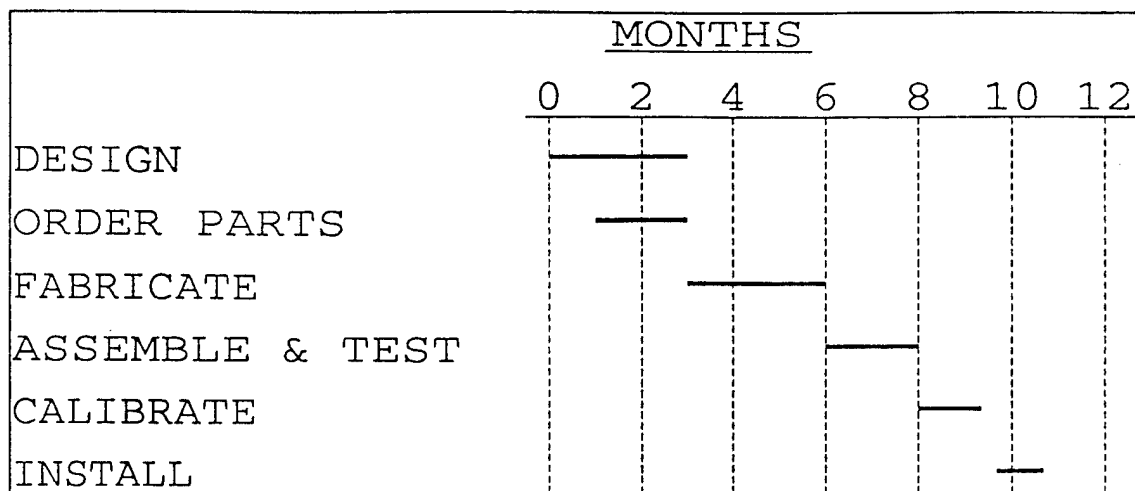 MONTHS
0 2 4 6 8 10 12
DESIGN
ORDER PARTS
FABRICATE
ASSEMBLE & TEST
CALIBRATE
INSTALL